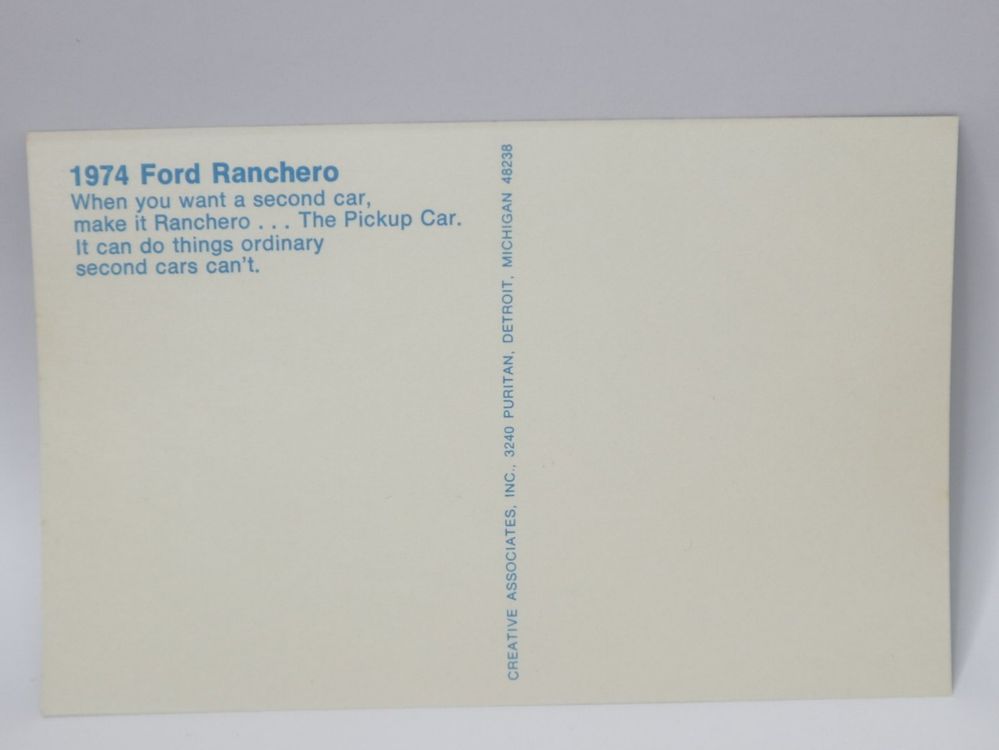 1974 Ford Ranchero
When you want a second car,
make it Ranchero . . . The Pickup Car.
It can do things ordinary
second cars can't.
CREATIVE ASSOCIATES, INC., 3240 PURITAN, DETROIT, MICHIGAN 48238